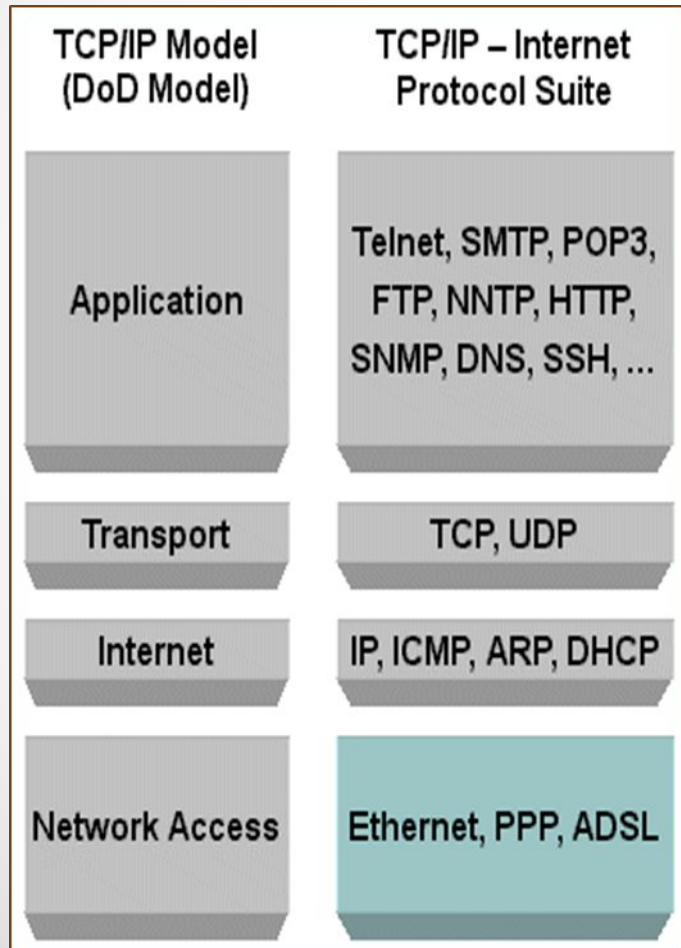 TCP/IP Model
(DoD Model)
TCP/IP – Internet
Protocol Suite
Application
Telnet, SMTP, POP3,
FTP, NNTP, HTTP,
SNMP, DNS, SSH, ...
Transport
TCP, UDP
Internet
IP, ICMP, ARP, DHCP
Network Access
Ethernet, PPP, ADSL